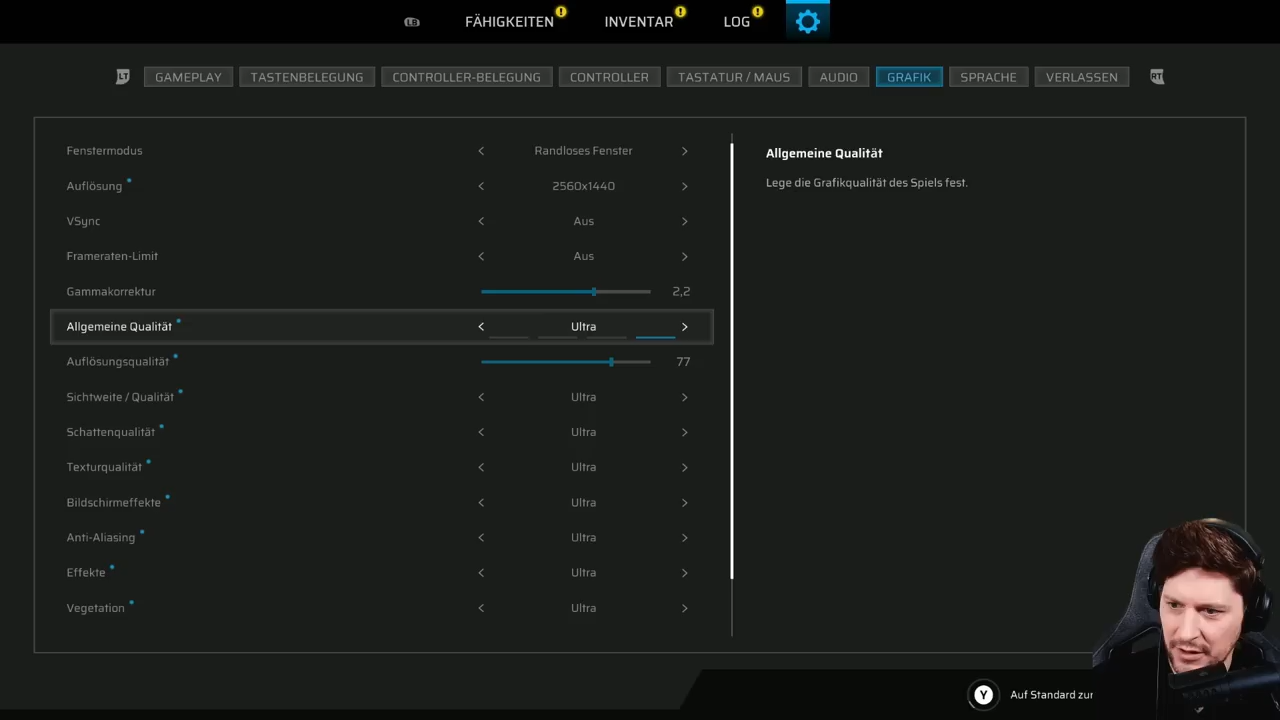 LB FÄHIGKEITEN ! INVENTAR ! LOG !
LT GAMEPLAY TASTENBELEGUNG CONTROLLER-BELEGUNG CONTROLLER TASTATUR / MAUS AUDIO GRAFIK SPRACHE VERLASSEN RT
Fenstermodus < Randloses Fenster >
Auflösung * < 2560x1440 >
VSync < Aus >
Frameraten-Limit < Aus >
Gammakorrektur 2,2
Allgemeine Qualität * < Ultra >
Auflösungsqualität * 77
Sichtweite / Qualität * < Ultra >
Schattenqualität * < Ultra >
Texturqualität * < Ultra >
Bildschirmeffekte * < Ultra >
Anti-Aliasing * < Ultra >
Effekte * < Ultra >
Vegetation * < Ultra >
Allgemeine Qualität
Lege die Grafikqualität des Spiels fest.
Y Auf Standard zur